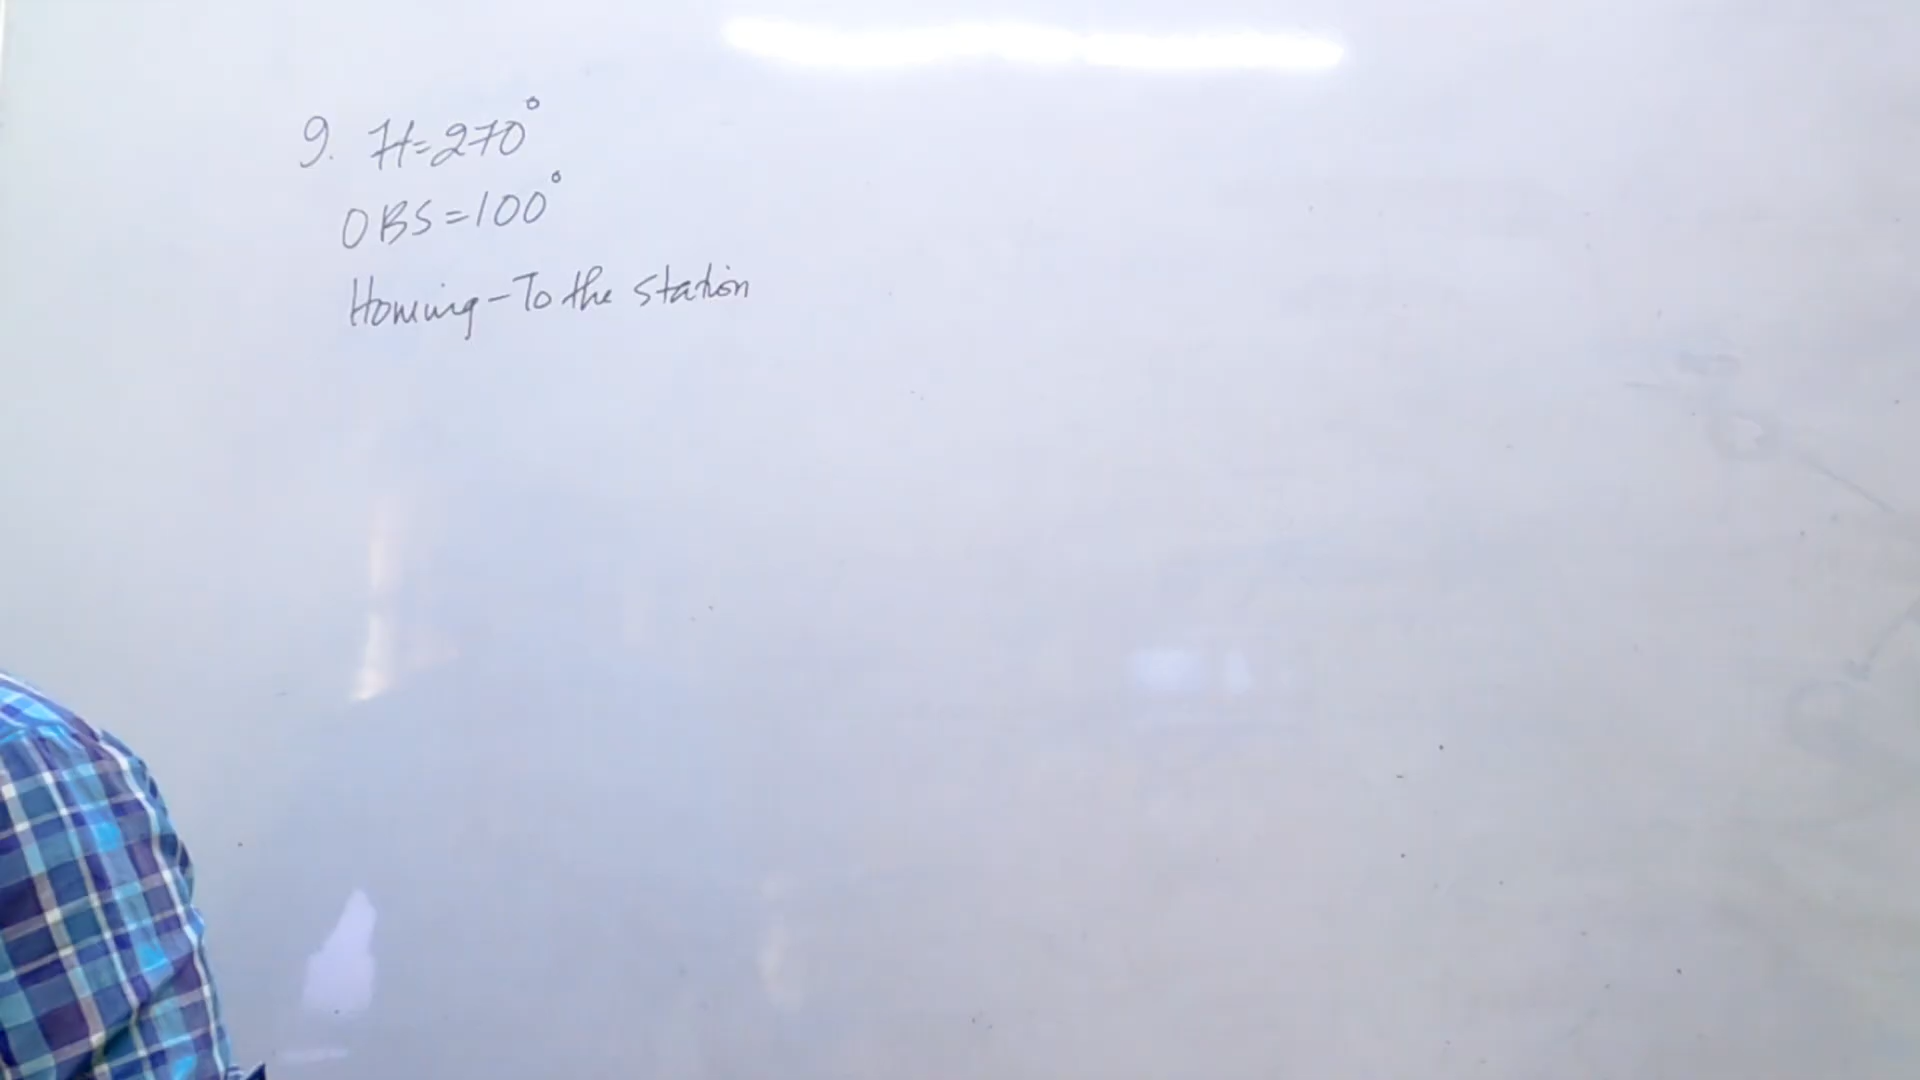 9. H=270°
OBS=100°
Homing-To the station